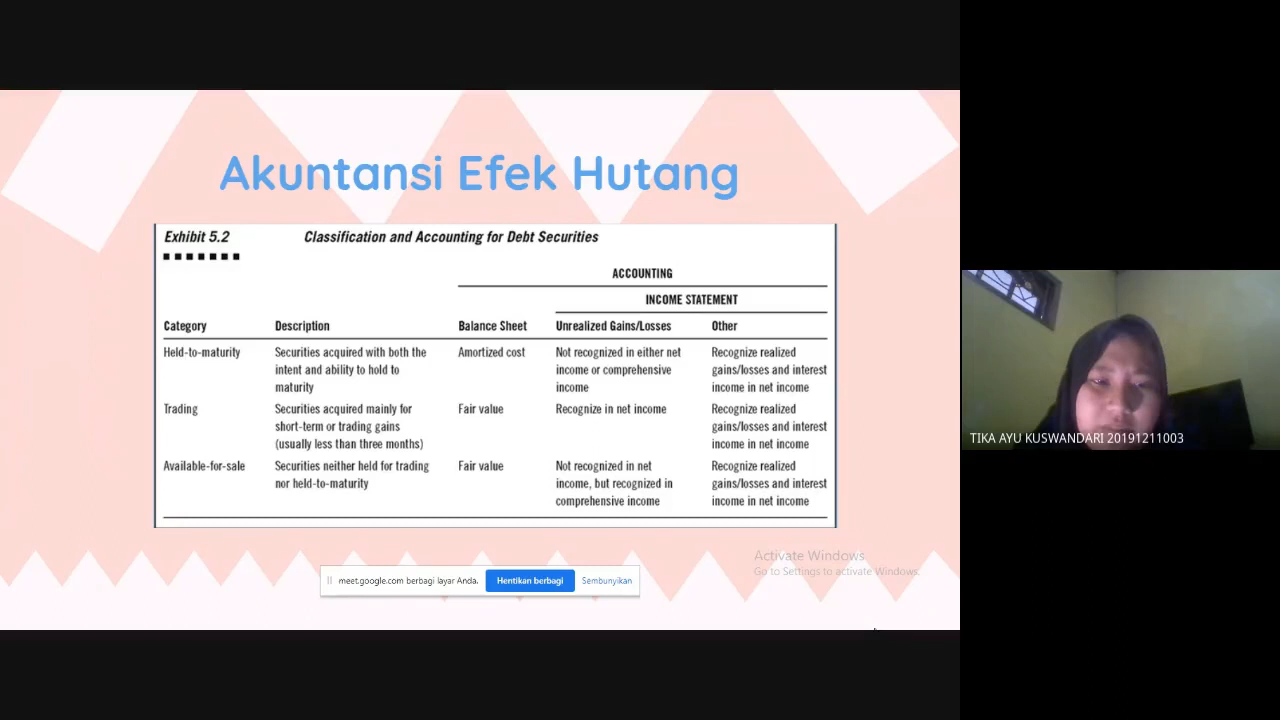 Akuntansi Efek Hutang
Exhibit 5.2 Classification and Accounting for Debt Securities
ACCOUNTING
INCOME STATEMENT
Category Description Balance Sheet Unrealized Gains/Losses Other
Held-to-maturity Securities acquired with both the Amortized cost Not recognized in either net Recognize realized
intent and ability to hold to income or comprehensive gains/losses and interest
maturity income income in net income
Trading Securities acquired mainly for Fair value Recognize in net income Recognize realized
short-term or trading gains gains/losses and interest
(usually less than three months) income in net income
Available-for-sale Securities neither held for trading Fair value Not recognized in net Recognize realized
nor held-to-maturity income, but recognized in gains/losses and interest
comprehensive income income in net income
TIKA AYU KUSWANDARI 20191211003
Activate Windows
Go to Settings to activate Windows.
meet.google.com berbagi layar Anda. Hentikan berbagi Sembunyikan